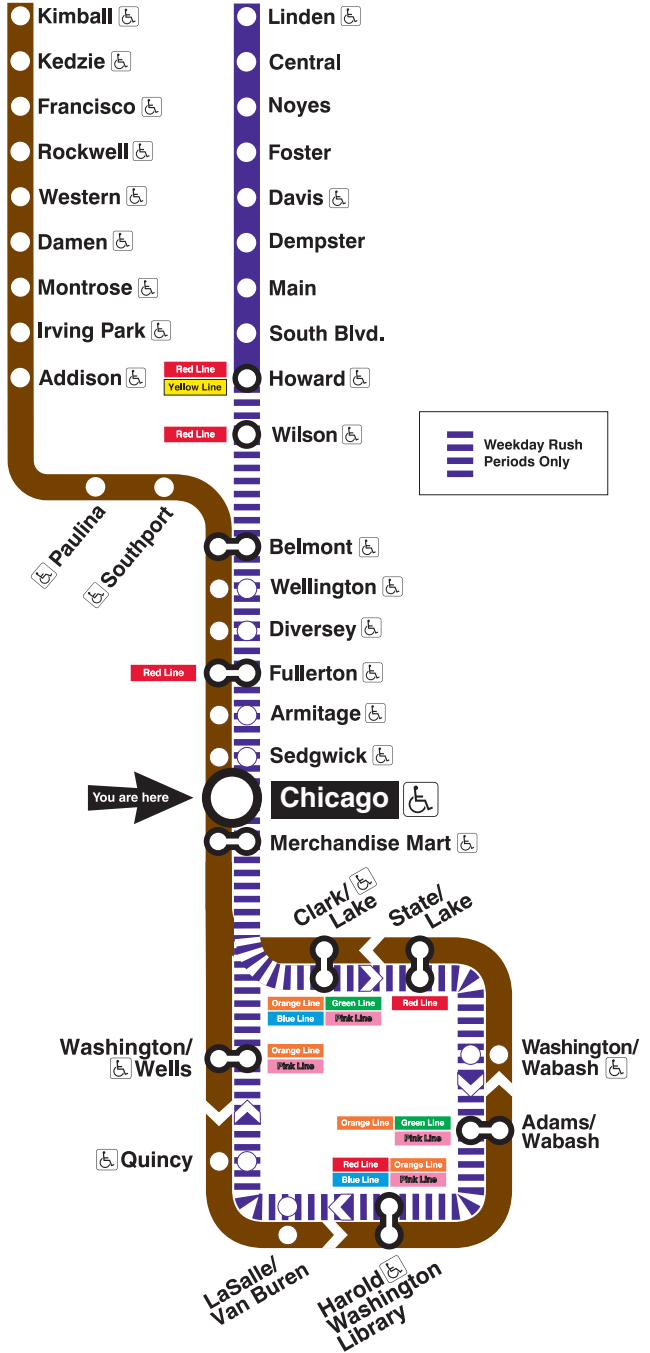 Kimball
Kedzie
Francisco
Rockwell
Western
Damen
Montrose
Irving Park
Addison
Paulina
Southport
Linden
Central
Noyes
Foster
Davis
Dempster
Main
South Blvd.
Red Line
Yellow Line
Howard
Red Line
Wilson
Weekday Rush
Periods Only
Belmont
Wellington
Diversey
Red Line
Fullerton
Armitage
Sedgwick
You are here
Chicago
Merchandise Mart
Clark/
Lake
State/
Lake
Orange Line
Green Line
Blue Line
Pink Line
Red Line
Washington/
Wells
Orange Line
Pink Line
Washington/
Wabash
Orange Line
Green Line
Pink Line
Adams/
Wabash
Quincy
Red Line
Orange Line
Blue Line
Pink Line
LaSalle/
Van Buren
Harold
Washington
Library